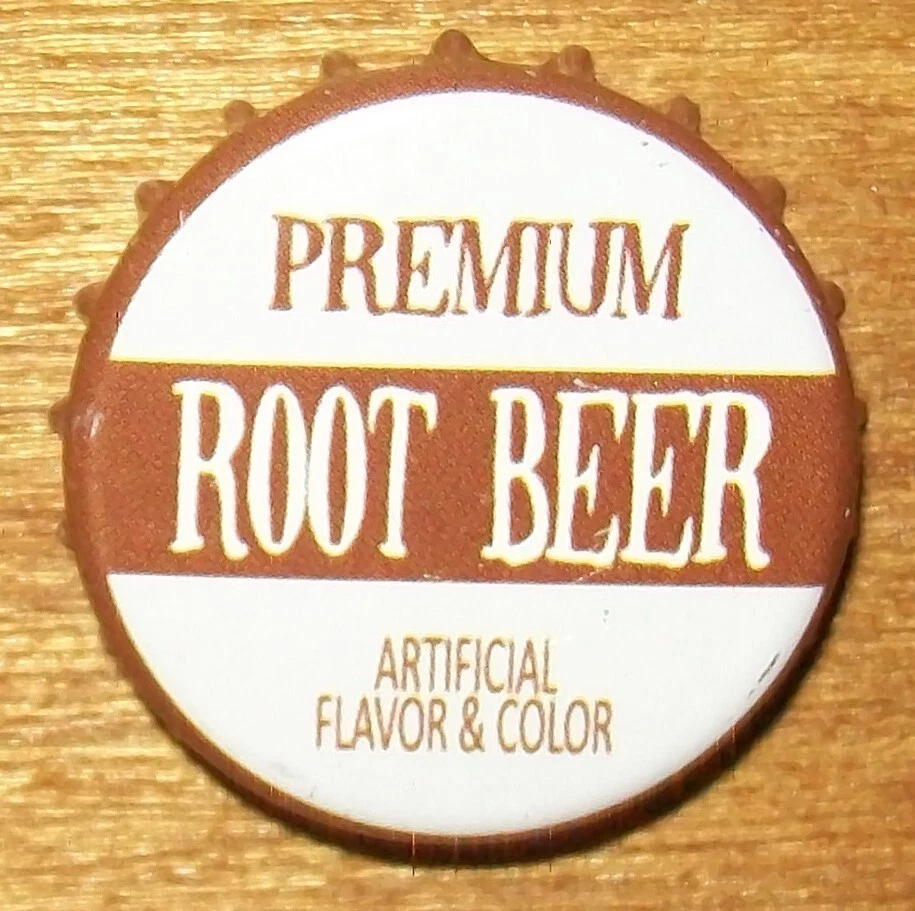 PREMIUM
ROOT BEER
ARTIFICIAL
FLAVOR & COLOR